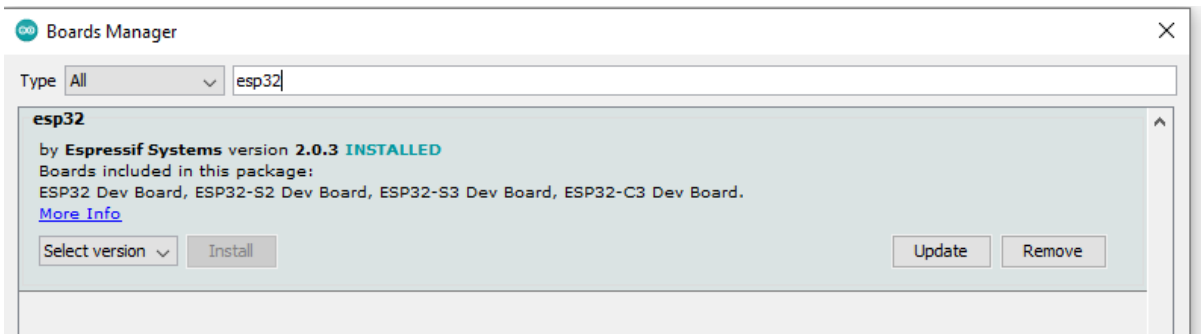 Boards Manager
Type All esp32
esp32
by Espressif Systems version 2.0.3 INSTALLED
Boards included in this package:
ESP32 Dev Board, ESP32-S2 Dev Board, ESP32-S3 Dev Board, ESP32-C3 Dev Board.
More Info
Select version Install Update Remove